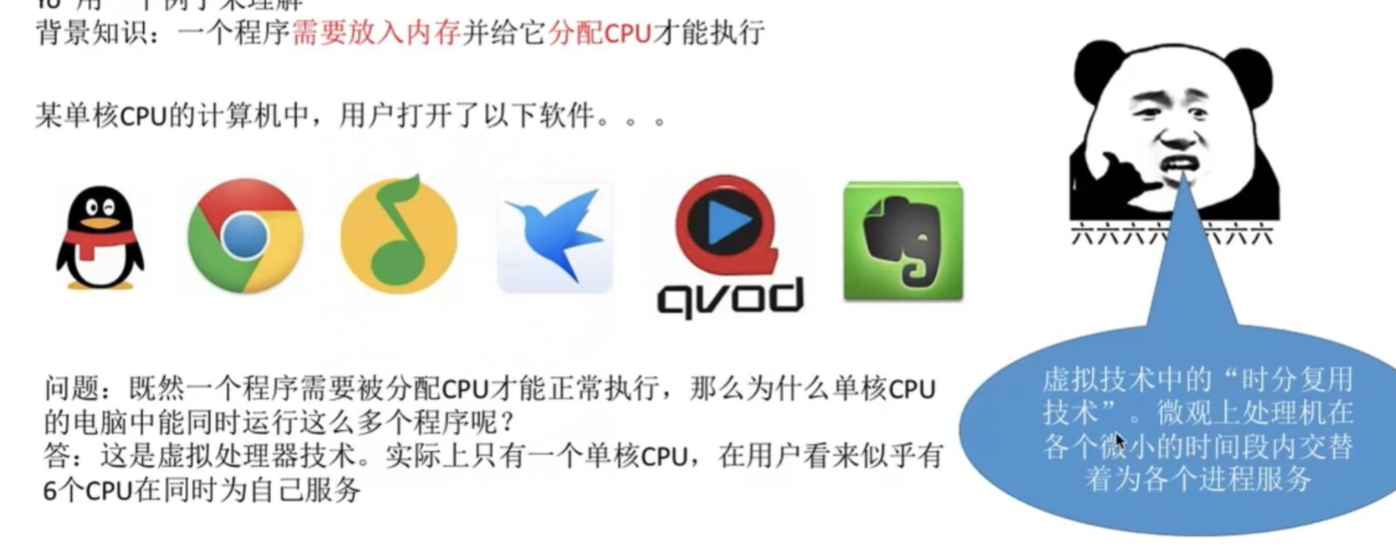 背景知识：一个程序需要放入内存并给它分配CPU才能执行
某单核CPU的计算机中，用户打开了以下软件。。。
qvod
六六六六六六六
问题：既然一个程序需要被分配CPU才能正常执行，那么为什么单核CPU
的电脑中能同时运行这么多个程序呢？
答：这是虚拟处理器技术。实际上只有一个单核CPU，在用户看来似乎有
6个CPU在同时为自己服务
虚拟技术中的“时分复用
技术”。微观上处理机在
各个微小的时间段内交替
着为各个进程服务